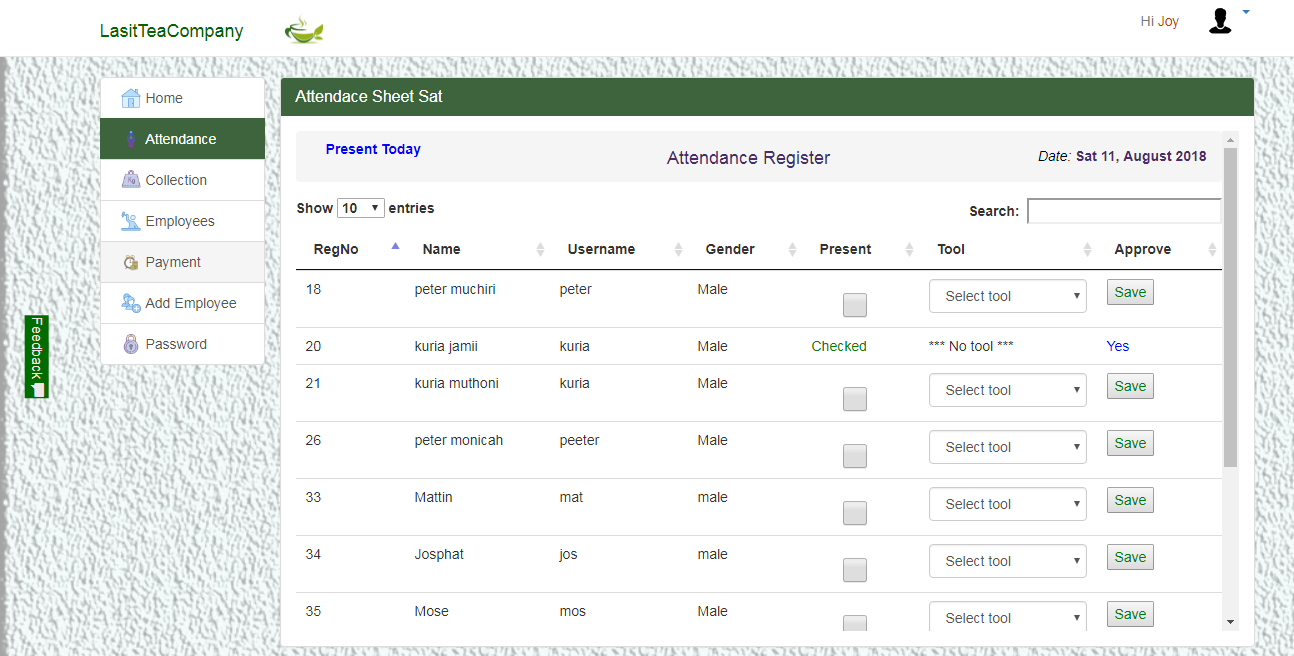 LasitTeaCompany
Hi Joy
Home
Attendance
Collection
Employees
Payment
Add Employee
Password
Feedback
Attendace Sheet Sat
Present Today
Attendance Register
Date: Sat 11, August 2018
Show 10 entries
Search:
RegNo Name Username Gender Present Tool Approve
18 peter muchiri peter Male Select tool Save
20 kuria jamii kuria Male Checked *** No tool *** Yes
21 kuria muthoni kuria Male Select tool Save
26 peter monicah peeter Male Select tool Save
33 Mattin mat male Select tool Save
34 Josphat jos male Select tool Save
35 Mose mos Male Select tool Save